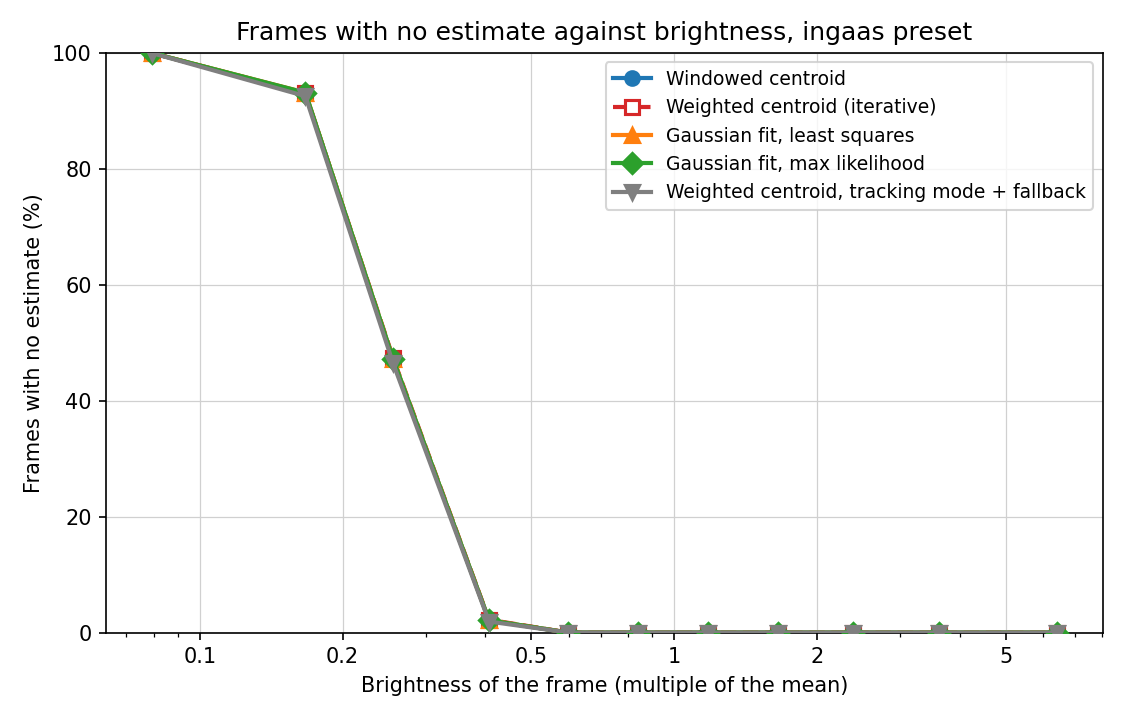 Frames with no estimate against brightness, ingaas preset
100
80
60
40
20
0
Frames with no estimate (%)
Windowed centroid
Weighted centroid (iterative)
Gaussian fit, least squares
Gaussian fit, max likelihood
Weighted centroid, tracking mode + fallback
0.1 0.2 0.5 1 2 5
Brightness of the frame (multiple of the mean)